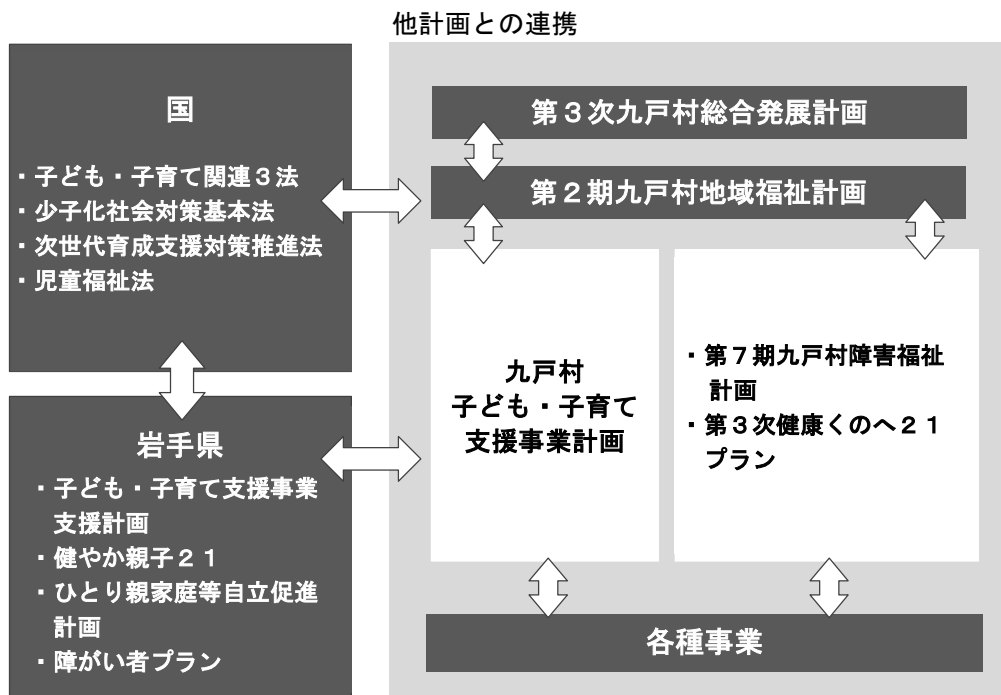 他計画との連携
国
・子ども・子育て関連３法
・少子化社会対策基本法
・次世代育成支援対策推進法
・児童福祉法
岩手県
・子ども・子育て支援事業
支援計画
・健やか親子２１
・ひとり親家庭等自立促進
計画
・障がい者プラン
第３次九戸村総合発展計画
第２期九戸村地域福祉計画
九戸村
子ども・子育て
支援事業計画
・第７期九戸村障害福祉
計画
・第３次健康くのへ２１
プラン
各種事業